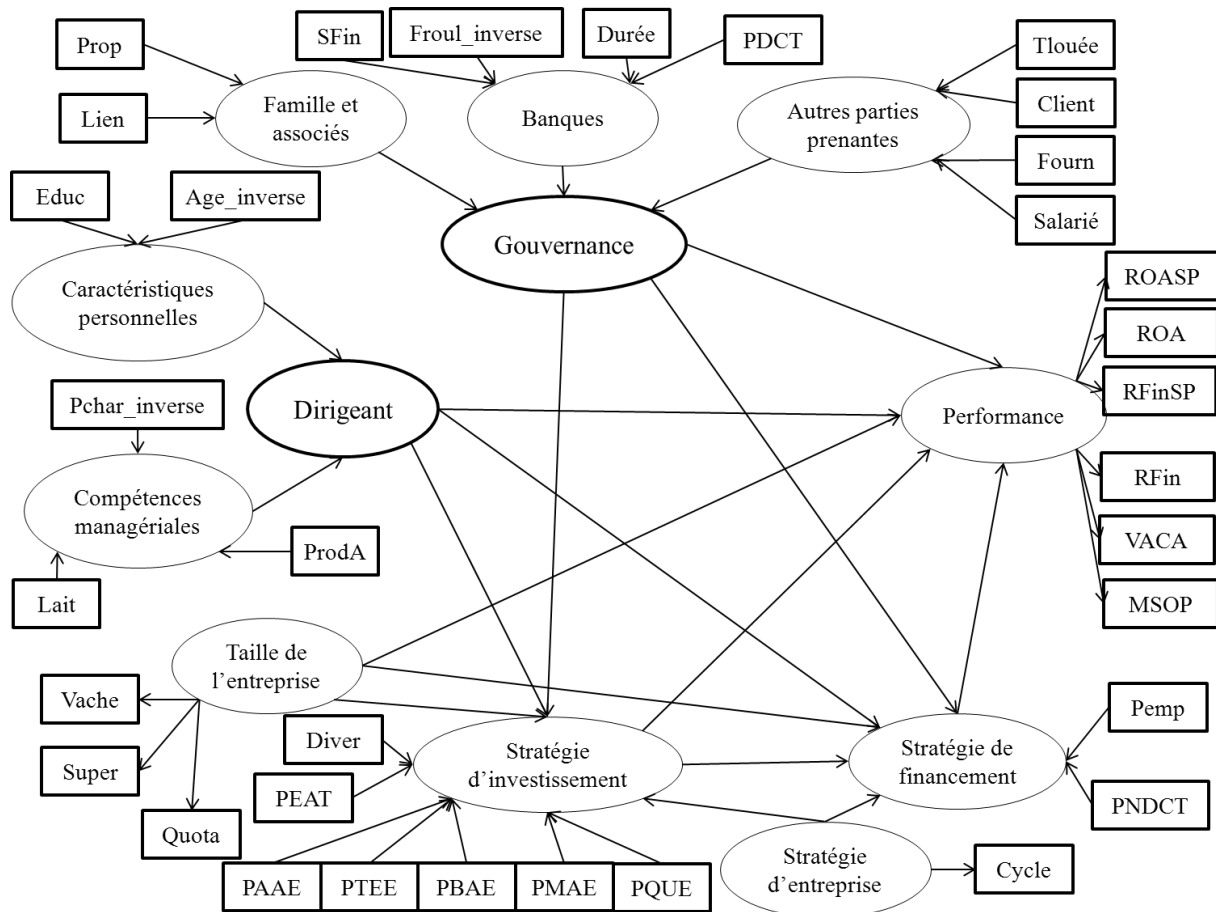 Prop
SFin
Froul_inverse
Durée
PDCT
Tlouée
Lien
Famille et
associés
Banques
Autres parties
prenantes
Client
Fourn
Salarié
Educ
Age_inverse
Gouvernance
Caractéristiques
personnelles
ROASP
ROA
RFinSP
Pchar_inverse
Dirigeant
Performance
RFin
VACA
MSOP
Compétences
managériales
ProdA
Lait
Taille de
l’entreprise
Vache
Super
Quota
Diver
PEAT
Stratégie
d’investissement
Stratégie de
financement
Pemp
PNDCT
PAAE
PTEE
PBAE
PMAE
PQUE
Stratégie
d’entreprise
Cycle